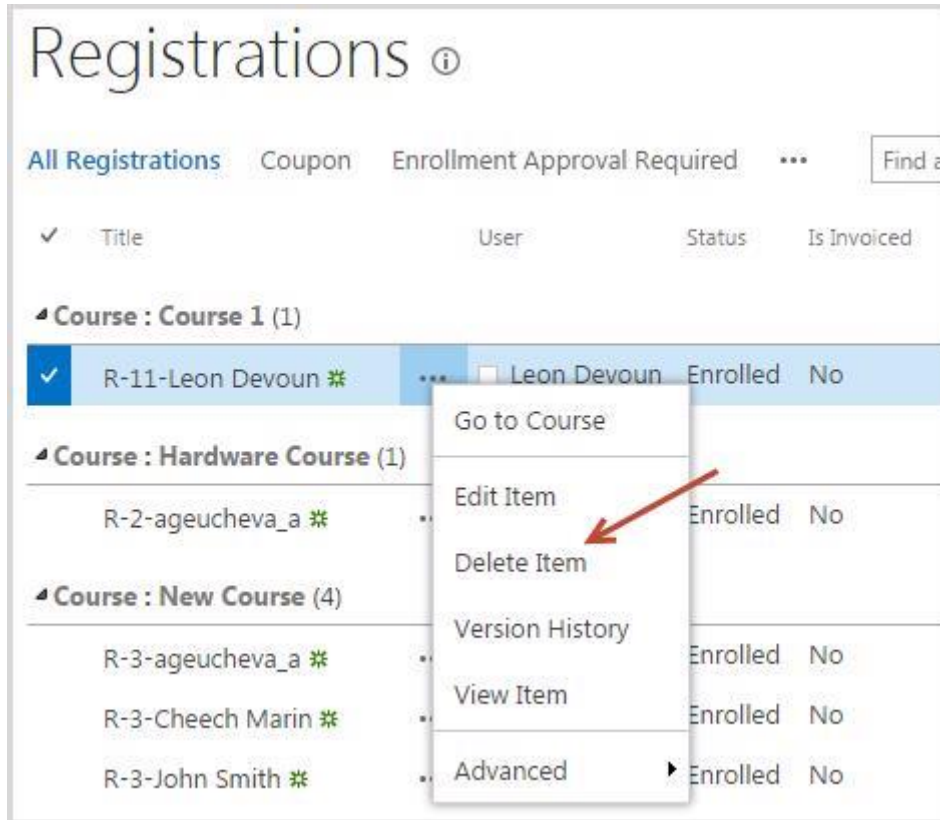 Registrations
All Registrations Coupon Enrollment Approval Required ... Find a
Title User Status Is Invoiced
Course : Course 1 (1)
R-11-Leon Devoun ... Leon Devoun Enrolled No
Go to Course
Course : Hardware Course (1)
Edit Item
R-2-ageucheva_a Enrolled No
Delete Item
Course : New Course (4)
Version History
R-3-ageucheva_a Enrolled No
View Item
R-3-Cheech Marin Enrolled No
Advanced
R-3-John Smith Enrolled No